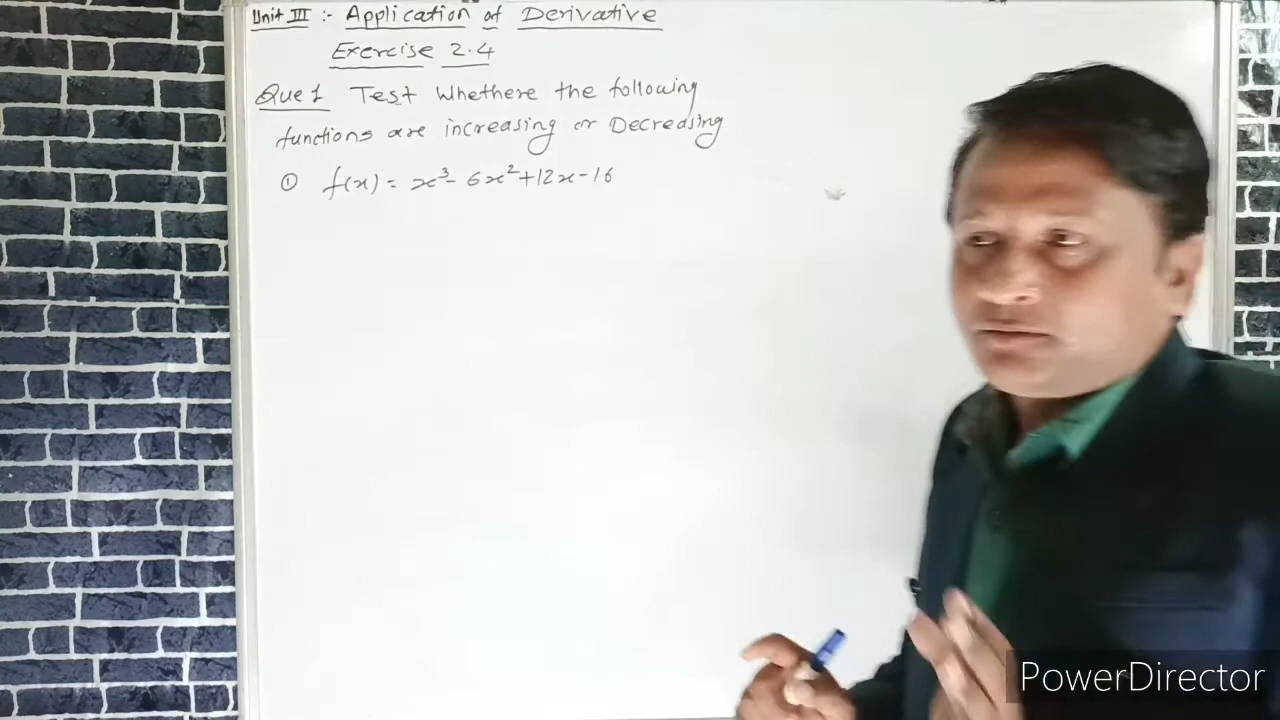 Unit III :- Application of Derivative
Exercise 2.4
Que 1 Test Whethere the following
functions are increasing or Decreasing
① f(x) = x³- 6x²+12x-16
PowerDirector